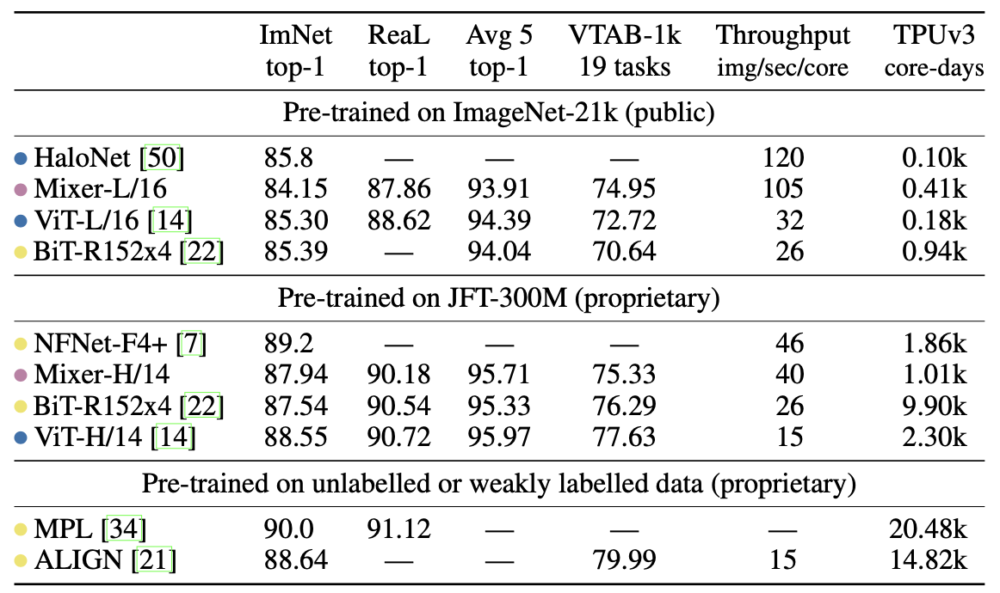 ImNet ReaL Avg 5 VTAB-1k Throughput TPUv3
top-1 top-1 top-1 19 tasks img/sec/core core-days
Pre-trained on ImageNet-21k (public)
HaloNet [50] 85.8 — — — 120 0.10k
Mixer-L/16 84.15 87.86 93.91 74.95 105 0.41k
ViT-L/16 [14] 85.30 88.62 94.39 72.72 32 0.18k
BiT-R152x4 [22] 85.39 — 94.04 70.64 26 0.94k
Pre-trained on JFT-300M (proprietary)
NFNet-F4+ [7] 89.2 — — — 46 1.86k
Mixer-H/14 87.94 90.18 95.71 75.33 40 1.01k
BiT-R152x4 [22] 87.54 90.54 95.33 76.29 26 9.90k
ViT-H/14 [14] 88.55 90.72 95.97 77.63 15 2.30k
Pre-trained on unlabelled or weakly labelled data (proprietary)
MPL [34] 90.0 91.12 — — — 20.48k
ALIGN [21] 88.64 — — 79.99 15 14.82k